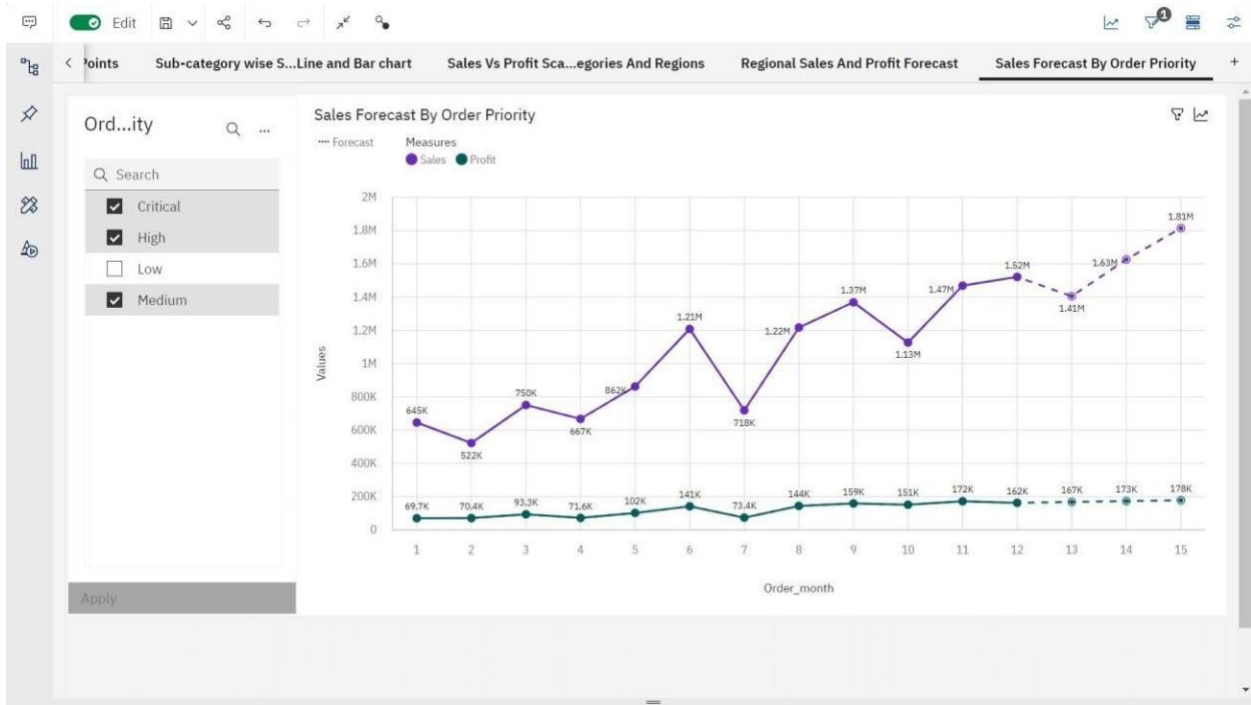 Edit
1
Points
Sub-category wise S...Line and Bar chart
Sales Vs Profit Sca...egories And Regions
Regional Sales And Profit Forecast
Sales Forecast By Order Priority
+
Ord...ity
...
Search
Critical
High
Low
Medium
Apply
Sales Forecast By Order Priority
Forecast
Measures
Sales
Profit
Values
2M
1.8M
1.6M
1.4M
1.2M
1M
800K
600K
400K
200K
0
645K
522K
750K
667K
862K
1.21M
718K
1.22M
1.37M
1.13M
1.47M
1.52M
1.41M
1.63M
1.81M
69.7K
70.4K
93.3K
71.6K
102K
141K
73.4K
144K
159K
151K
172K
162K
167K
173K
178K
1
2
3
4
5
6
7
8
9
10
11
12
13
14
15
Order_month